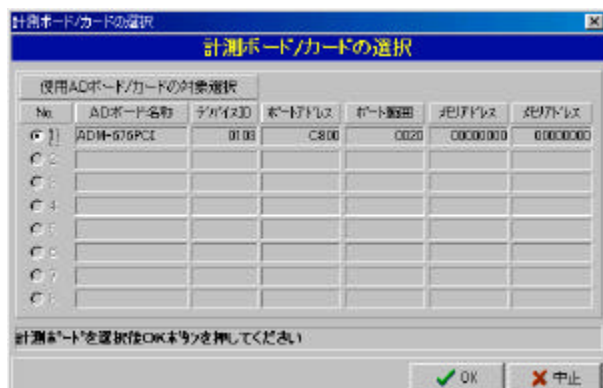 計測ボード/カードの選択
計測ボード/カードの選択
使用ADボード/カードの対象選択
No. ADボード名称 デバイスID ポートアドレス ポート範囲 メモリアドレス メモリアドレス
1 ADM-676PCI 0103 C800 0020 00000000 00000000
2
3
4
5
6
7
8
計測ボードを選択後OKボタンを押してください
OK 中止